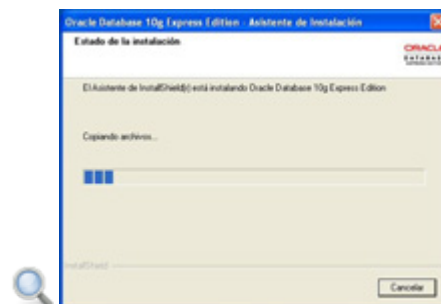 Oracle Database 10g Express Edition - Asistente de Instalación
Estado de la instalación
ORACLE
DATABASE
El Asistente de InstallShield(r) está instalando Oracle Database 10g Express Edition
Copiando archivos...
InstallShield
Cancelar